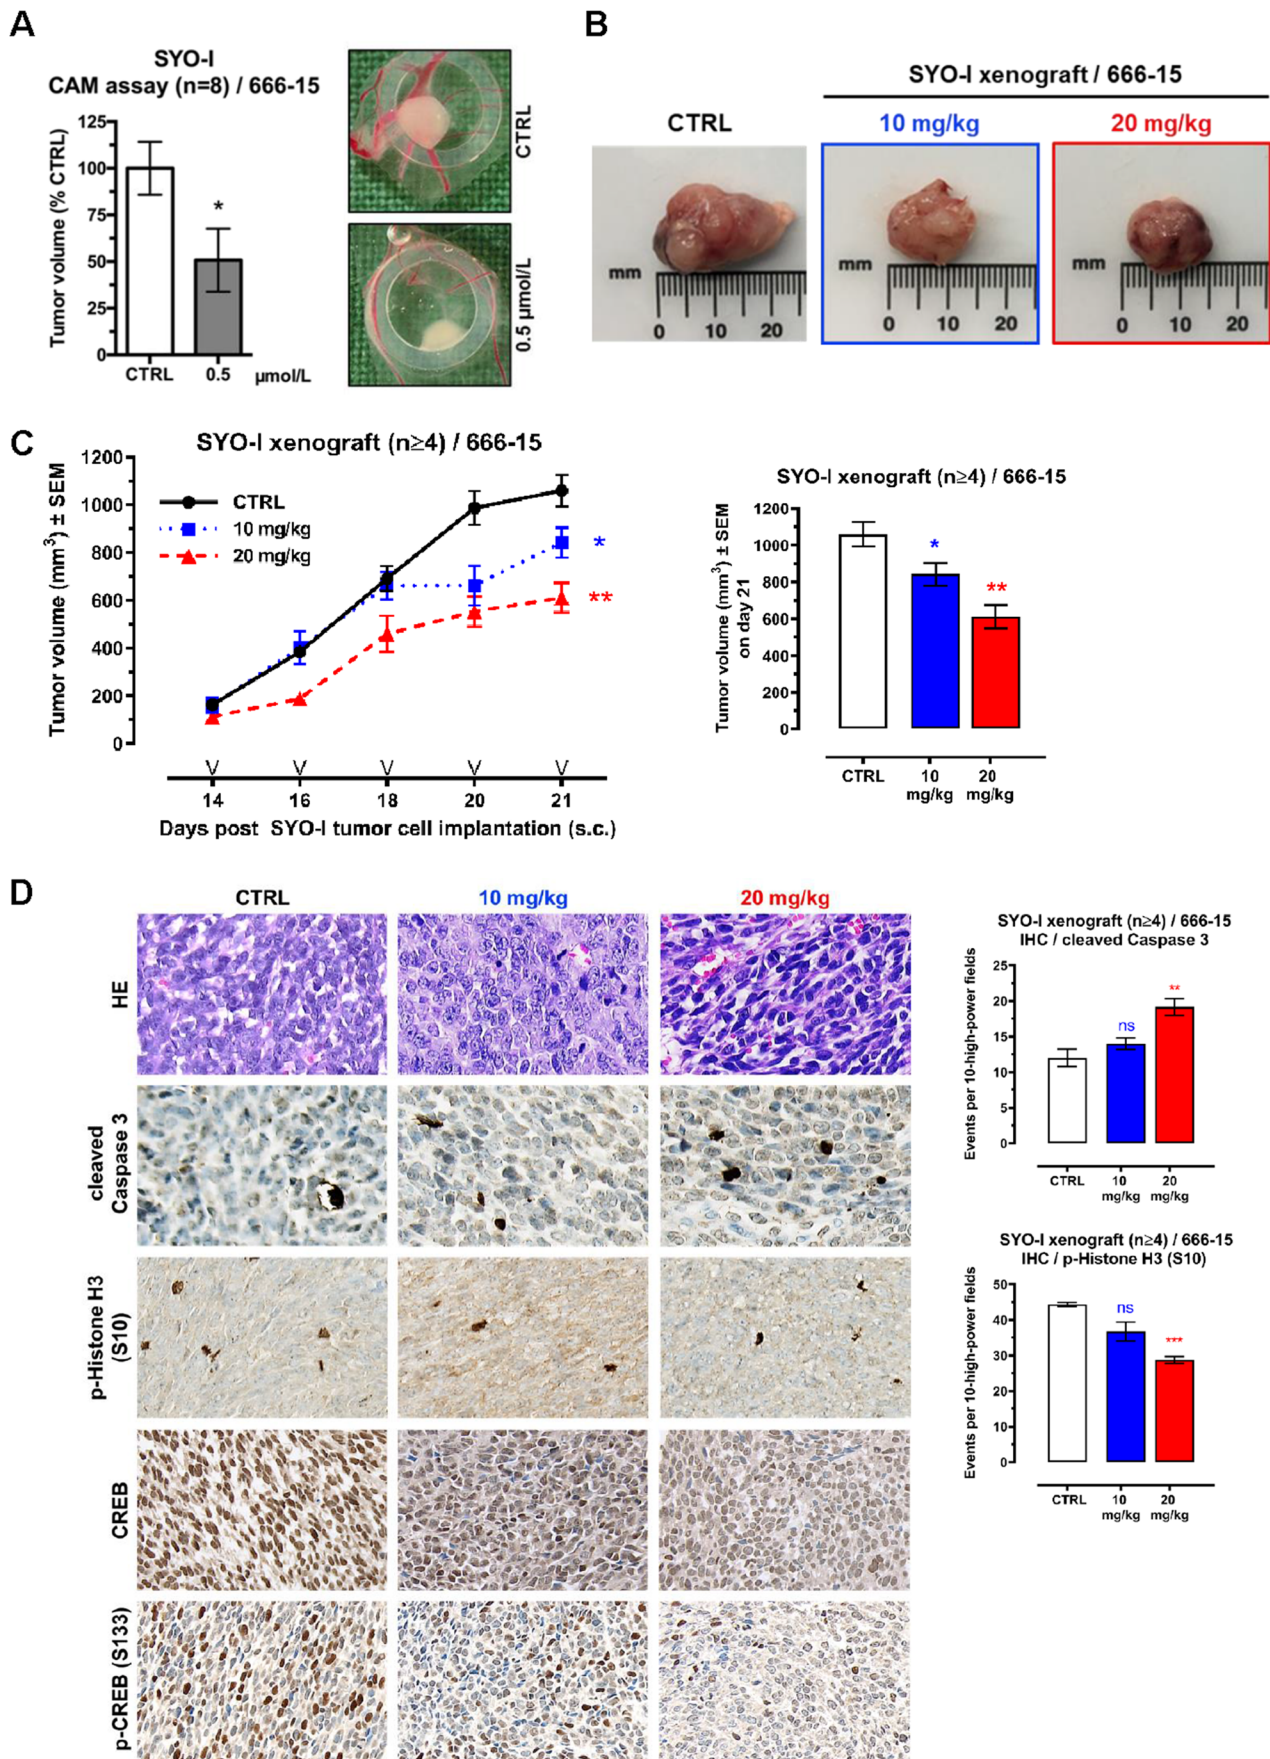 A
SYO-I
CAM assay (n=8) / 666-15
Tumor volume (% CTRL)
125
100
75
50
25
0
*
CTRL
0.5
µmol/L
CTRL
0.5 µmol/L
B
SYO-I xenograft / 666-15
CTRL
10 mg/kg
20 mg/kg
mm
0 10 20
mm
0 10 20
mm
0 10 20
C
SYO-I xenograft (n≥4) / 666-15
Tumor volume (mm³) ± SEM
1200
1000
800
600
400
200
0
CTRL
10 mg/kg
20 mg/kg
*
**
V V V V V
14 16 18 20 21
Days post SYO-I tumor cell implantation (s.c.)
SYO-I xenograft (n≥4) / 666-15
Tumor volume (mm³) ± SEM
on day 21
1200
1000
800
600
400
200
0
*
**
CTRL
10
mg/kg
20
mg/kg
D
CTRL
10 mg/kg
20 mg/kg
HE
cleaved
Caspase 3
p-Histone H3
(S10)
CREB
p-CREB (S133)
SYO-I xenograft (n≥4) / 666-15
IHC / cleaved Caspase 3
Events per 10-high-power fields
25
20
15
10
5
0
ns
**
CTRL
10
mg/kg
20
mg/kg
SYO-I xenograft (n≥4) / 666-15
IHC / p-Histone H3 (S10)
Events per 10-high-power fields
50
40
30
20
10
0
ns
***
CTRL
10
mg/kg
20
mg/kg